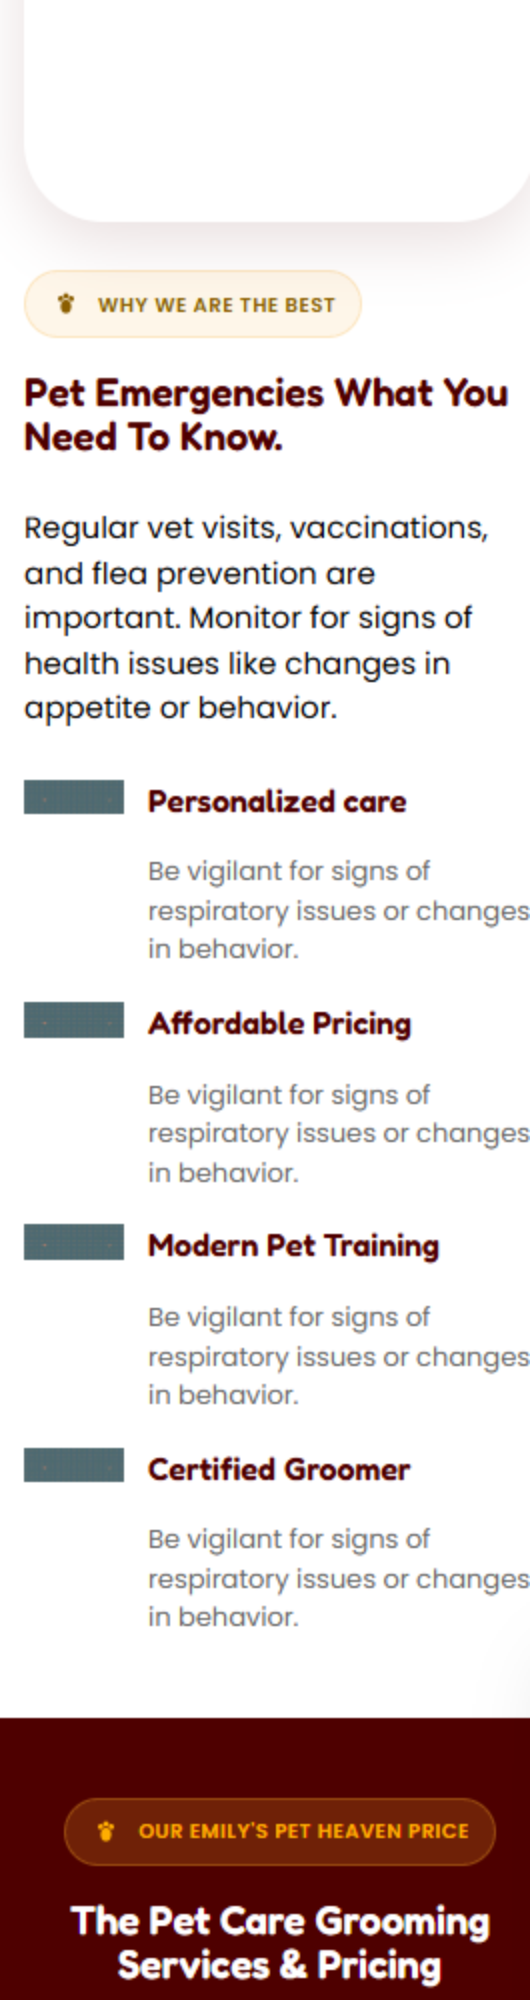 WHY WE ARE THE BEST
Pet Emergencies What You
Need To Know.
Regular vet visits, vaccinations,
and flea prevention are
important. Monitor for signs of
health issues like changes in
appetite or behavior.
Personalized care
Be vigilant for signs of
respiratory issues or changes
in behavior.
Affordable Pricing
Be vigilant for signs of
respiratory issues or changes
in behavior.
Modern Pet Training
Be vigilant for signs of
respiratory issues or changes
in behavior.
Certified Groomer
Be vigilant for signs of
respiratory issues or changes
in behavior.
OUR EMILY'S PET HEAVEN PRICE
The Pet Care Grooming
Services & Pricing